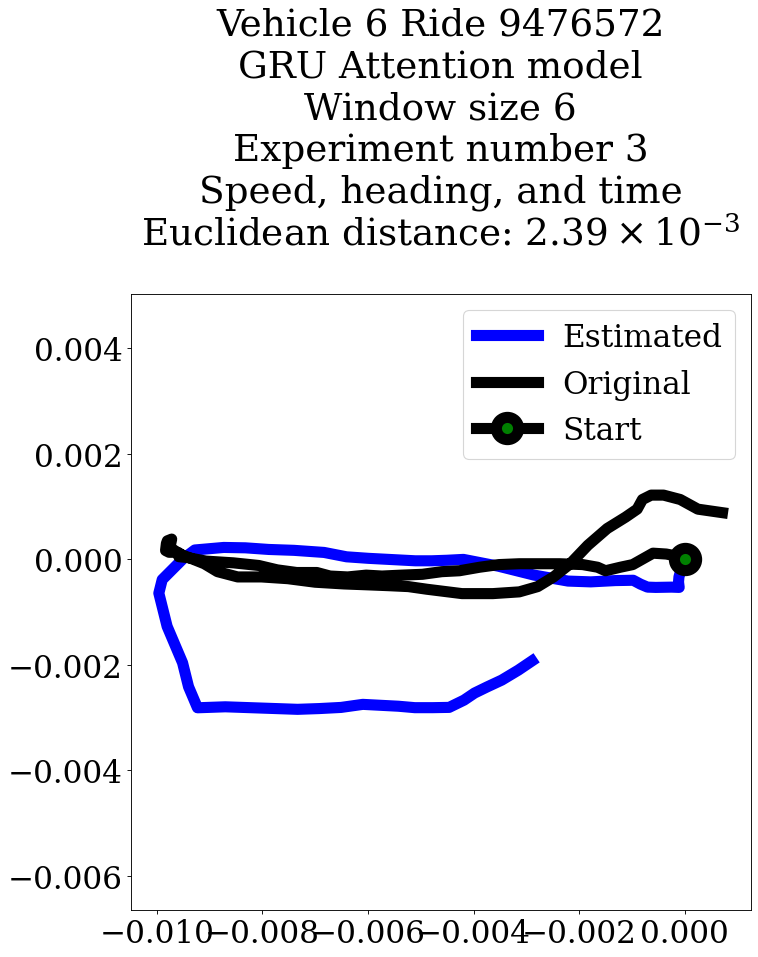 Vehicle 6 Ride 9476572
GRU Attention model
Window size 6
Experiment number 3
Speed, heading, and time
Euclidean distance: 2.39 × 10⁻³
Estimated
Original
Start
0.004
0.002
0.000
−0.002
−0.004
−0.006
−0.010 −0.008 −0.006 −0.004 −0.002 0.000